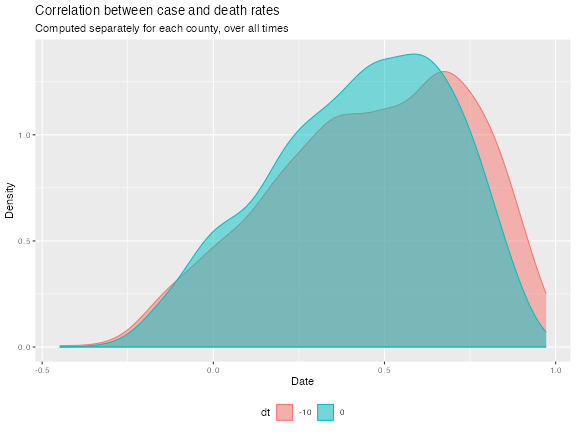 Correlation between case and death rates
Computed separately for each county, over all times
Density
1.0
0.5
0.0
-0.5 0.0 0.5 1.0
Date
dt -10 0